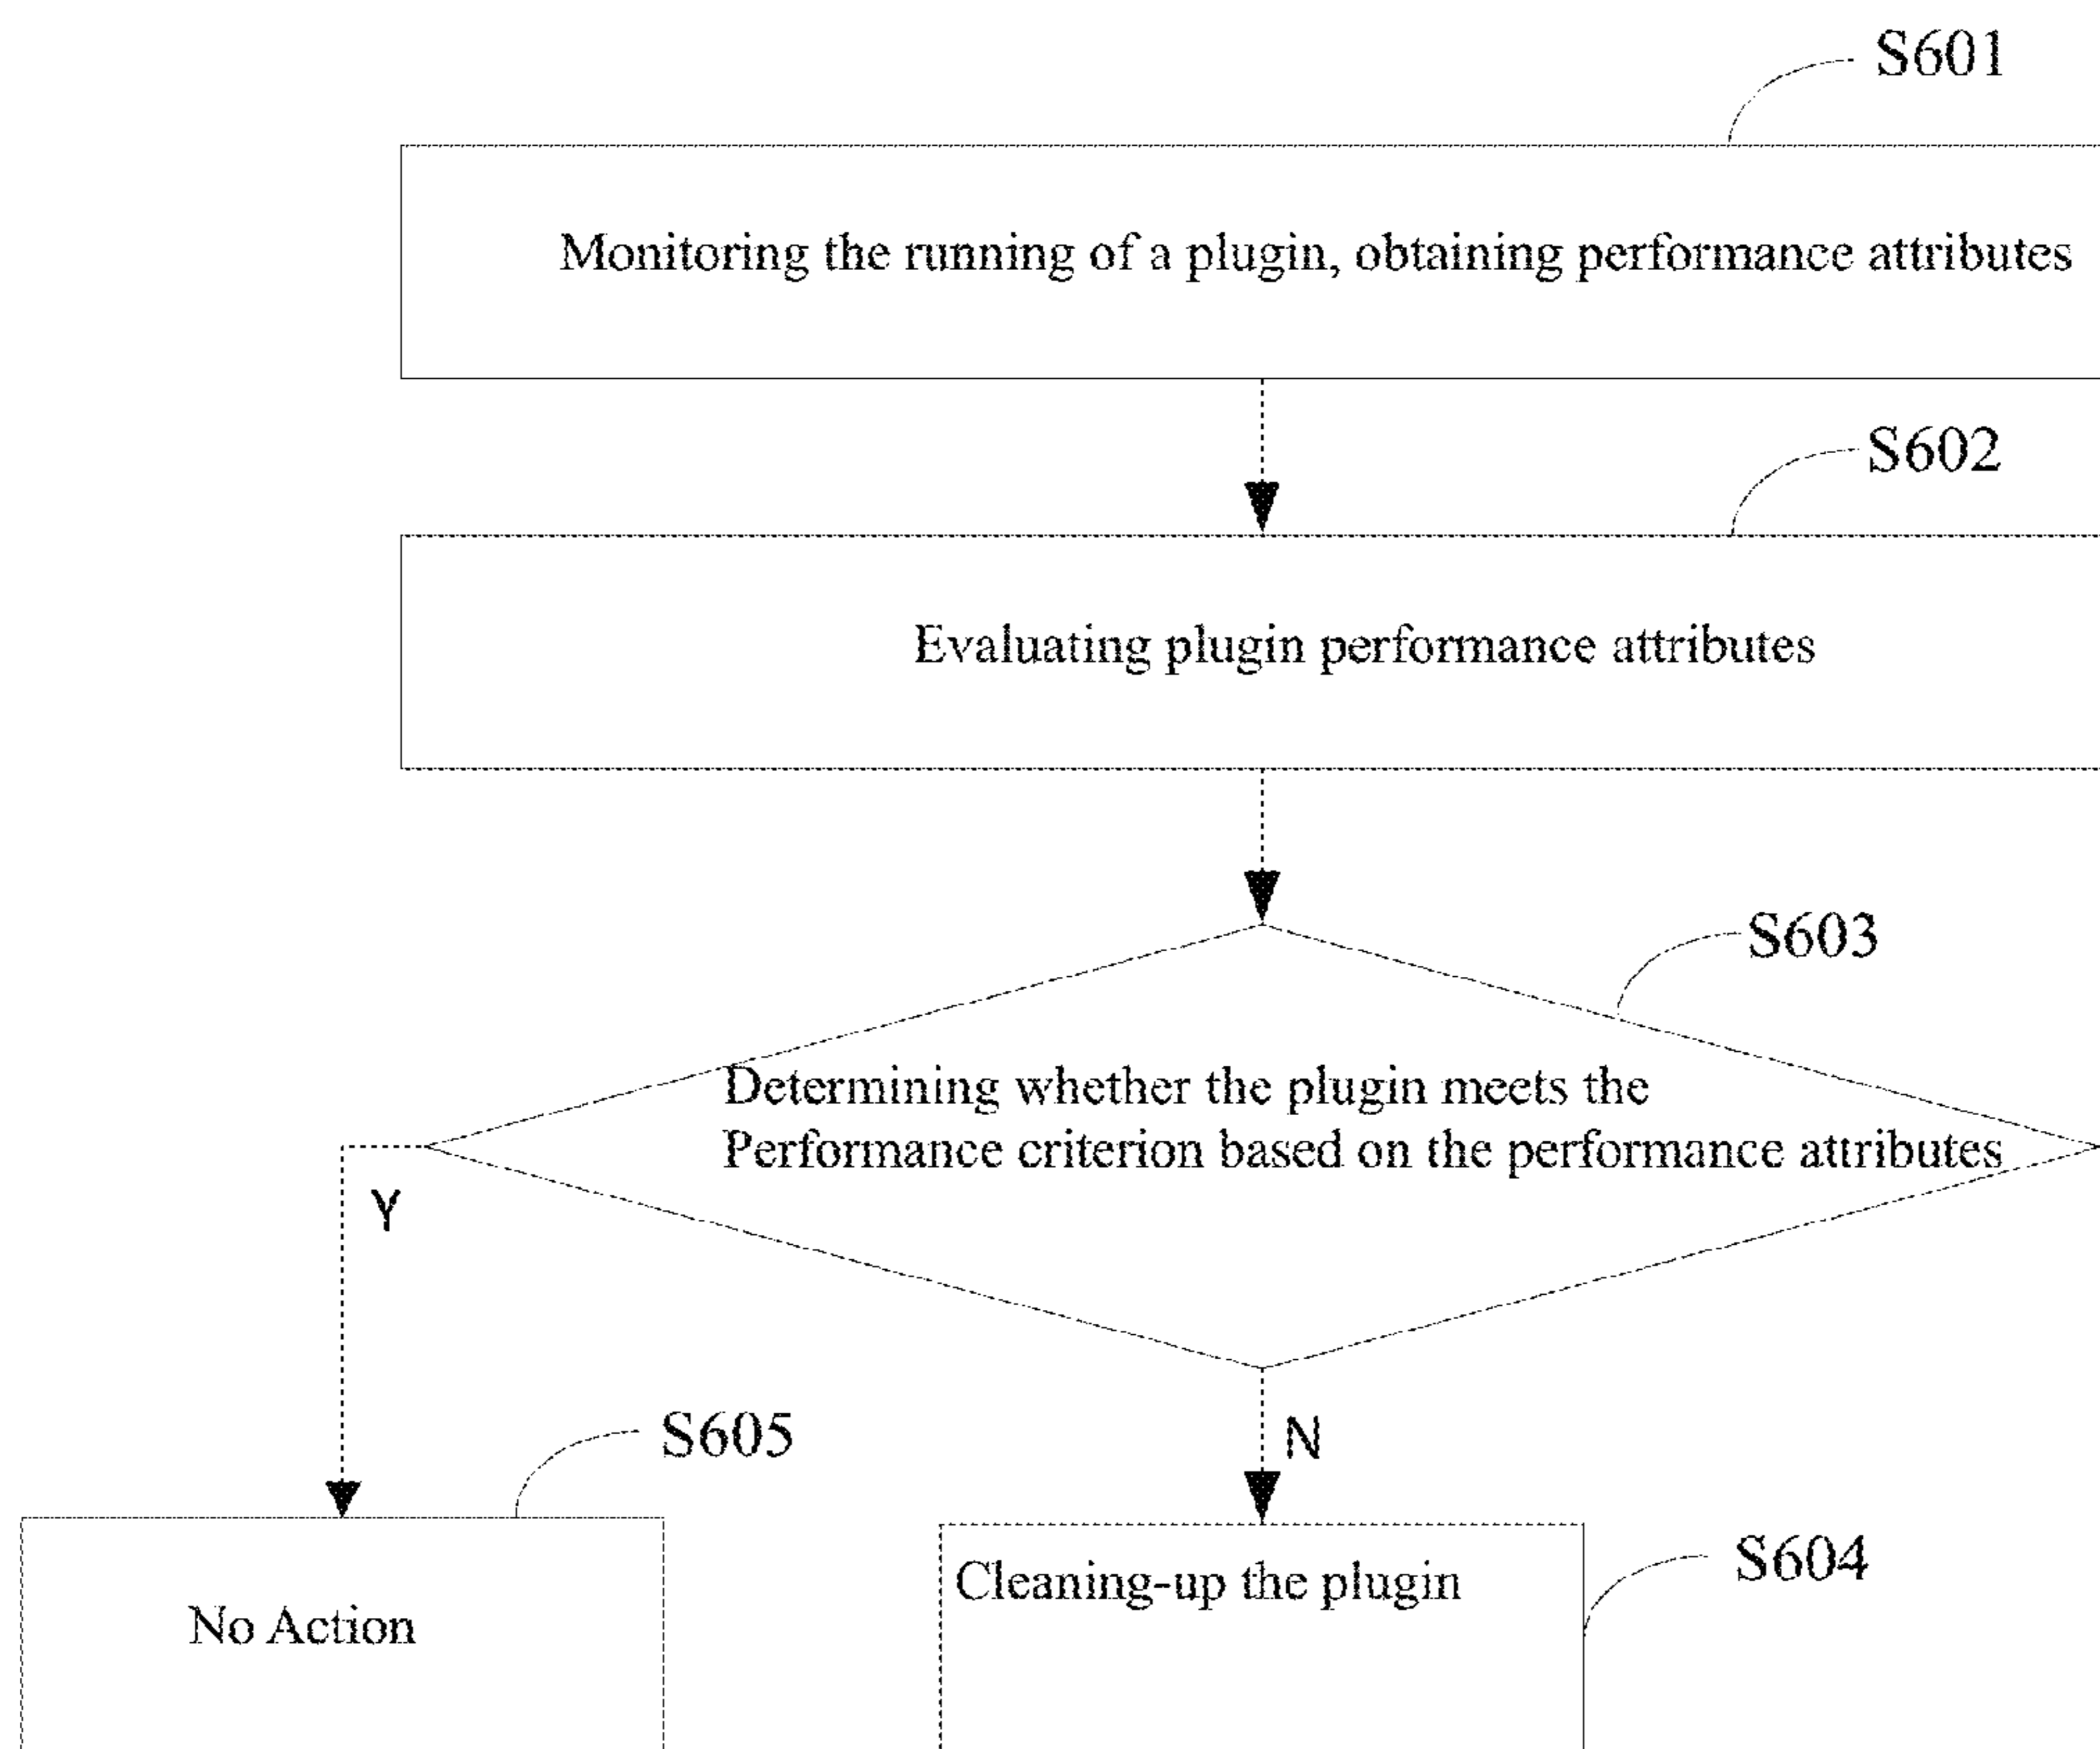 S601
Monitoring the running of a plugin, obtaining performance attributes
S602
Evaluating plugin performance attributes
S603
Determining whether the plugin meets the
Performance criterion based on the performance attributes
Y
N
S605
No Action
Cleaning-up the plugin
S604